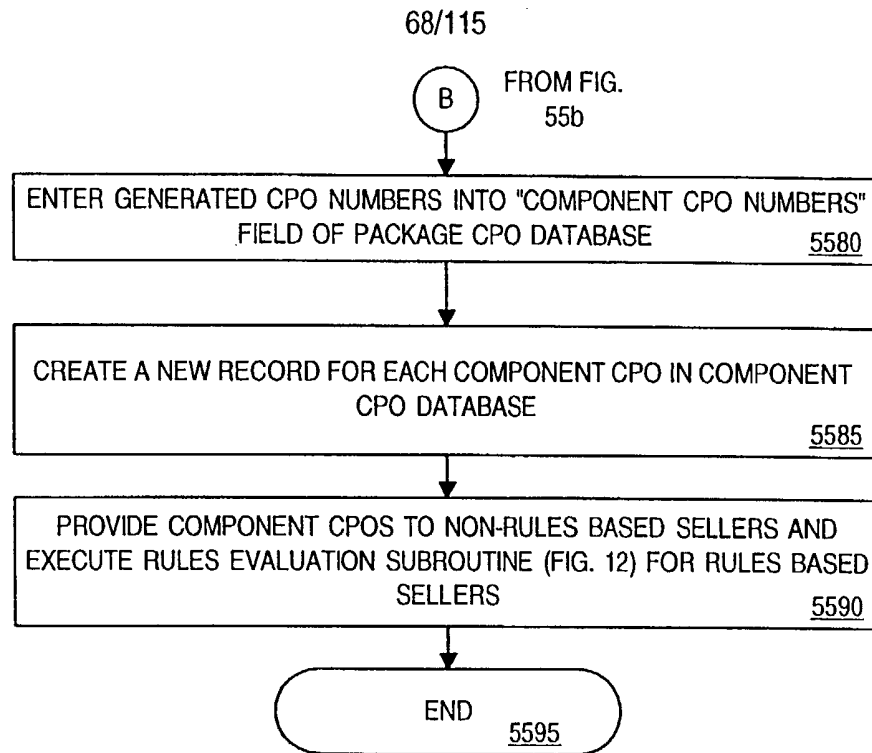 68/115
B
FROM FIG.
55b
ENTER GENERATED CPO NUMBERS INTO "COMPONENT CPO NUMBERS"
FIELD OF PACKAGE CPO DATABASE
5580
CREATE A NEW RECORD FOR EACH COMPONENT CPO IN COMPONENT
CPO DATABASE
5585
PROVIDE COMPONENT CPOS TO NON-RULES BASED SELLERS AND
EXECUTE RULES EVALUATION SUBROUTINE (FIG. 12) FOR RULES BASED
SELLERS
5590
END
5595